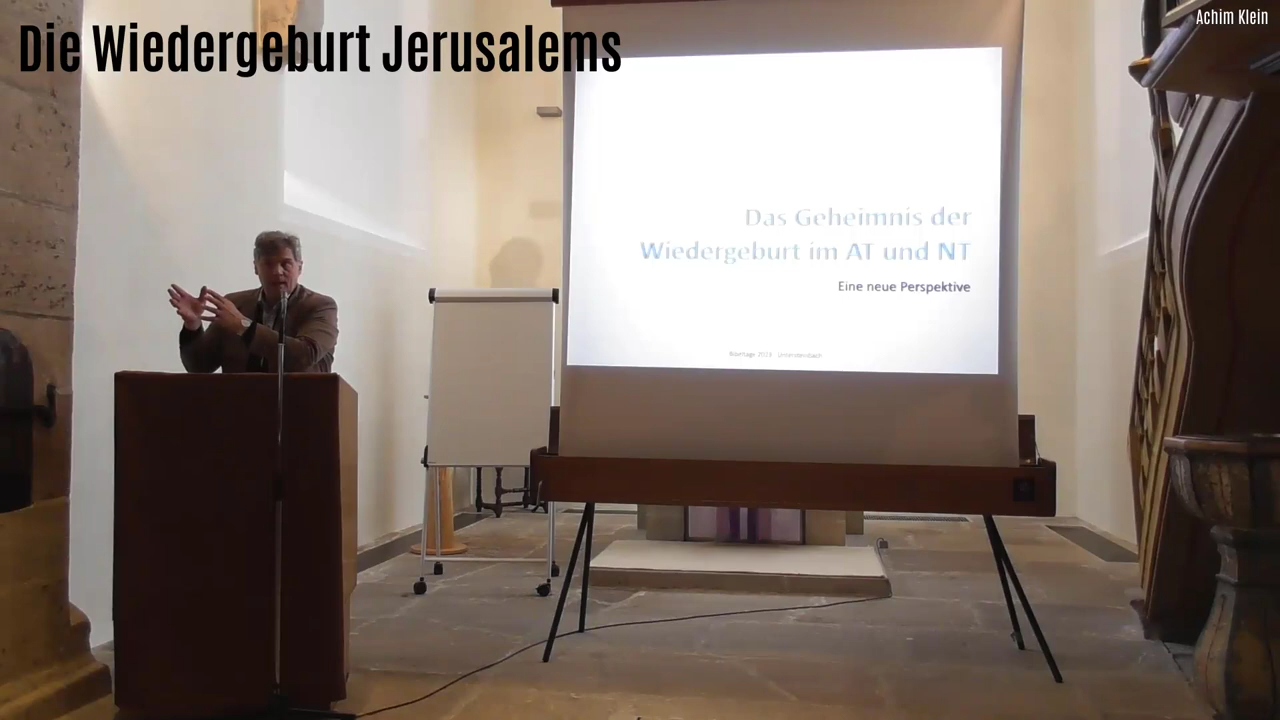 Die Wiedergeburt Jerusalems
Achim Klein
Das Geheimnis der
Wiedergeburt im AT und NT
Eine neue Perspektive